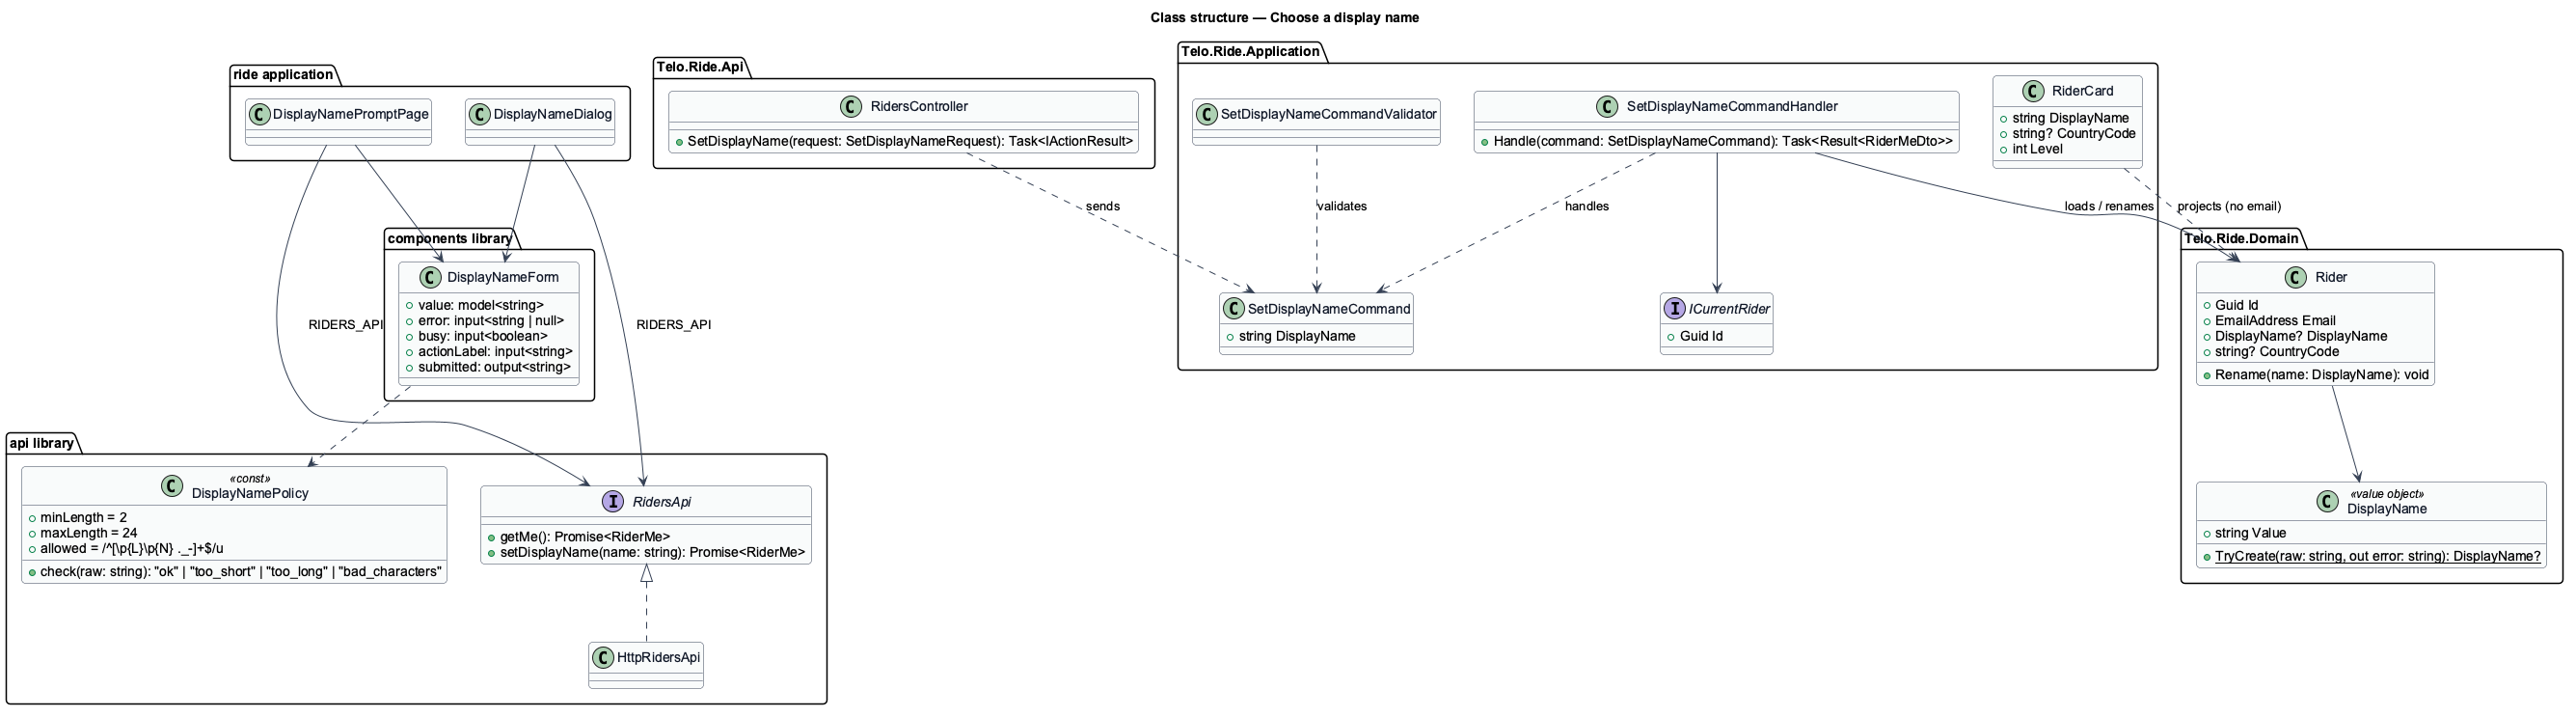 Class structure — Choose a display name
ride application
C DisplayNamePromptPage
C DisplayNameDialog
Telo.Ride.Api
C RidersController
SetDisplayName(request: SetDisplayNameRequest): Task<IActionResult>
Telo.Ride.Application
C SetDisplayNameCommandValidator
C SetDisplayNameCommandHandler
Handle(command: SetDisplayNameCommand): Task<Result<RiderMeDto>>
C RiderCard
string DisplayName
string? CountryCode
int Level
sends
validates
handles
loads / renames
projects (no email)
components library
C DisplayNameForm
value: model<string>
error: input<string | null>
busy: input<boolean>
actionLabel: input<string>
submitted: output<string>
RIDERS_API
RIDERS_API
C SetDisplayNameCommand
string DisplayName
I ICurrentRider
Guid Id
Telo.Ride.Domain
C Rider
Guid Id
EmailAddress Email
DisplayName? DisplayName
string? CountryCode
Rename(name: DisplayName): void
api library
C «const»
DisplayNamePolicy
minLength = 2
maxLength = 24
allowed = /^[\p{L}\p{N} ._-]+$/u
check(raw: string): "ok" | "too_short" | "too_long" | "bad_characters"
I RidersApi
getMe(): Promise<RiderMe>
setDisplayName(name: string): Promise<RiderMe>
C HttpRidersApi
C «value object»
DisplayName
string Value
TryCreate(raw: string, out error: string): DisplayName?